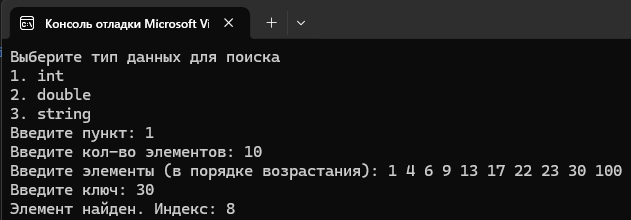 Консоль отладки Microsoft Vi
Выберите тип данных для поиска
1. int
2. double
3. string
Введите пункт: 1
Введите кол-во элементов: 10
Введите элементы (в порядке возрастания): 1 4 6 9 13 17 22 23 30 100
Введите ключ: 30
Элемент найден. Индекс: 8